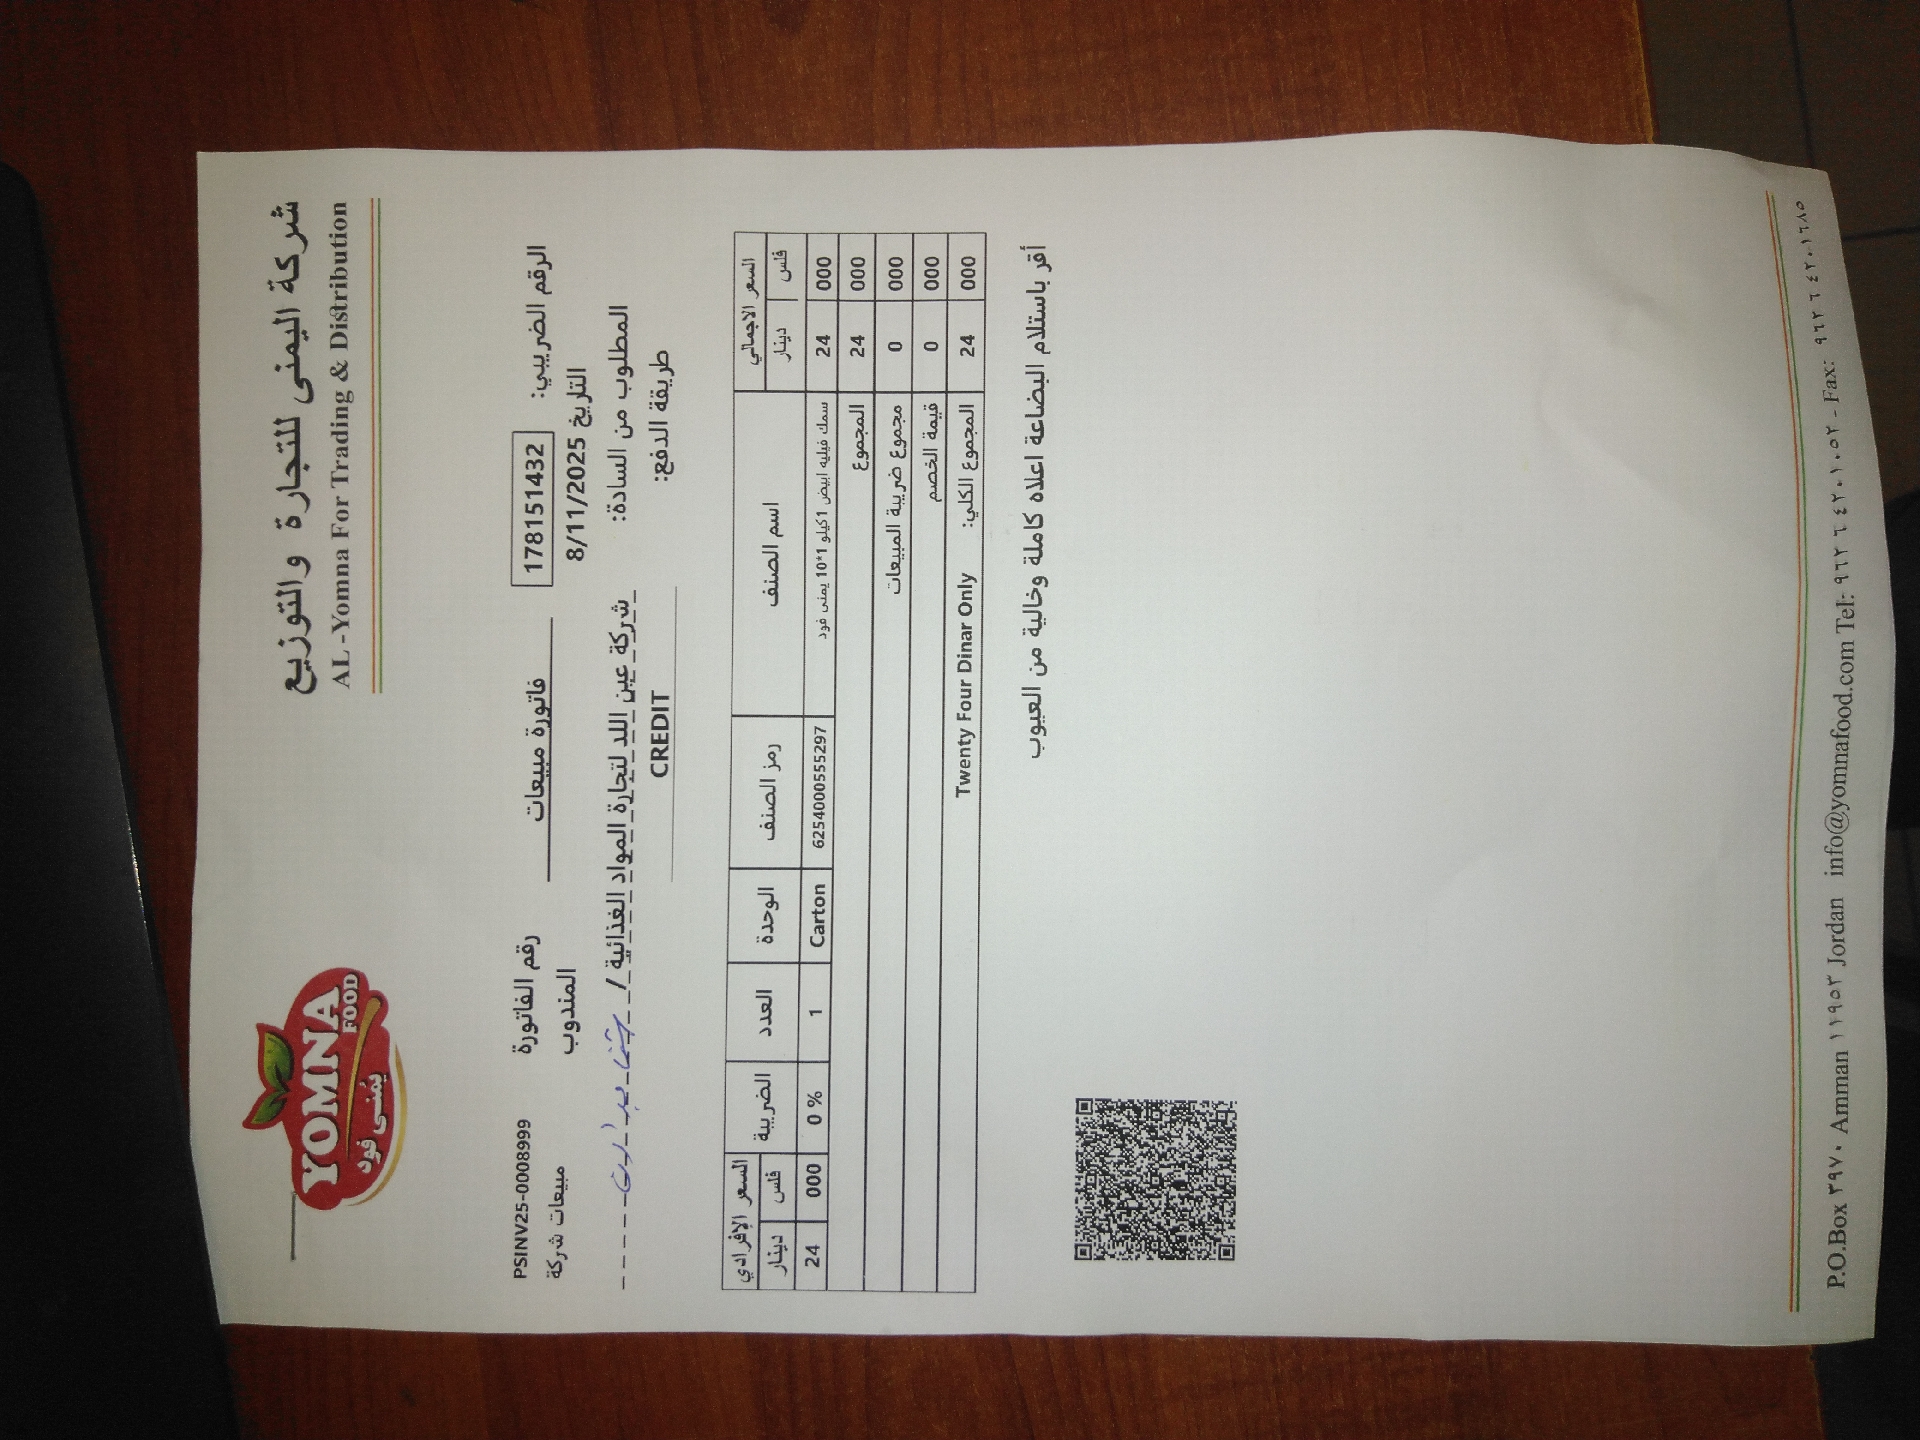 شركة اليمنى للتجارة والتوزيع
AL -Yomna For Trading & Distribution
YOMNA
FOOD
يُمنى فود
الرقم الضريبي: 178151432 فاتورة مبيعات رقم الفاتورة PSINV25-0008999
التاريخ 8/11/2025 المندوب مبيعات شركة
المطلوب من السادة: شركة عين اللد لتجارة المواد الغذائية /
طريقة الدفع: CREDIT
السعر الاجمالي اسم الصنف رمز الصنف الوحدة العدد الضريبة السعر الإفرادي
دينار فلس دينار فلس
24 000 سمك فيليه ابيض 1كيلو 1*10 يمنى فود 6254000555297 Carton 1 0 % 24 000
24 000 المجموع
0 000 مجموع ضريبة المبيعات
0 000 قيمة الخصم
24 000 المجموع الكلي: Twenty Four Dinar Only
أقر باستلام البضاعة اعلاه كاملة وخالية من العيوب
P.O.Box ٣٩٧٠ Amman ١١٩٥٣ Jordan info@yomnafood.com Tel: ٩٦٢ ٦ ٤٢٠١٠٥٢ - Fax: ٩٦٢ ٦ ٤٢٠١٦٨٥